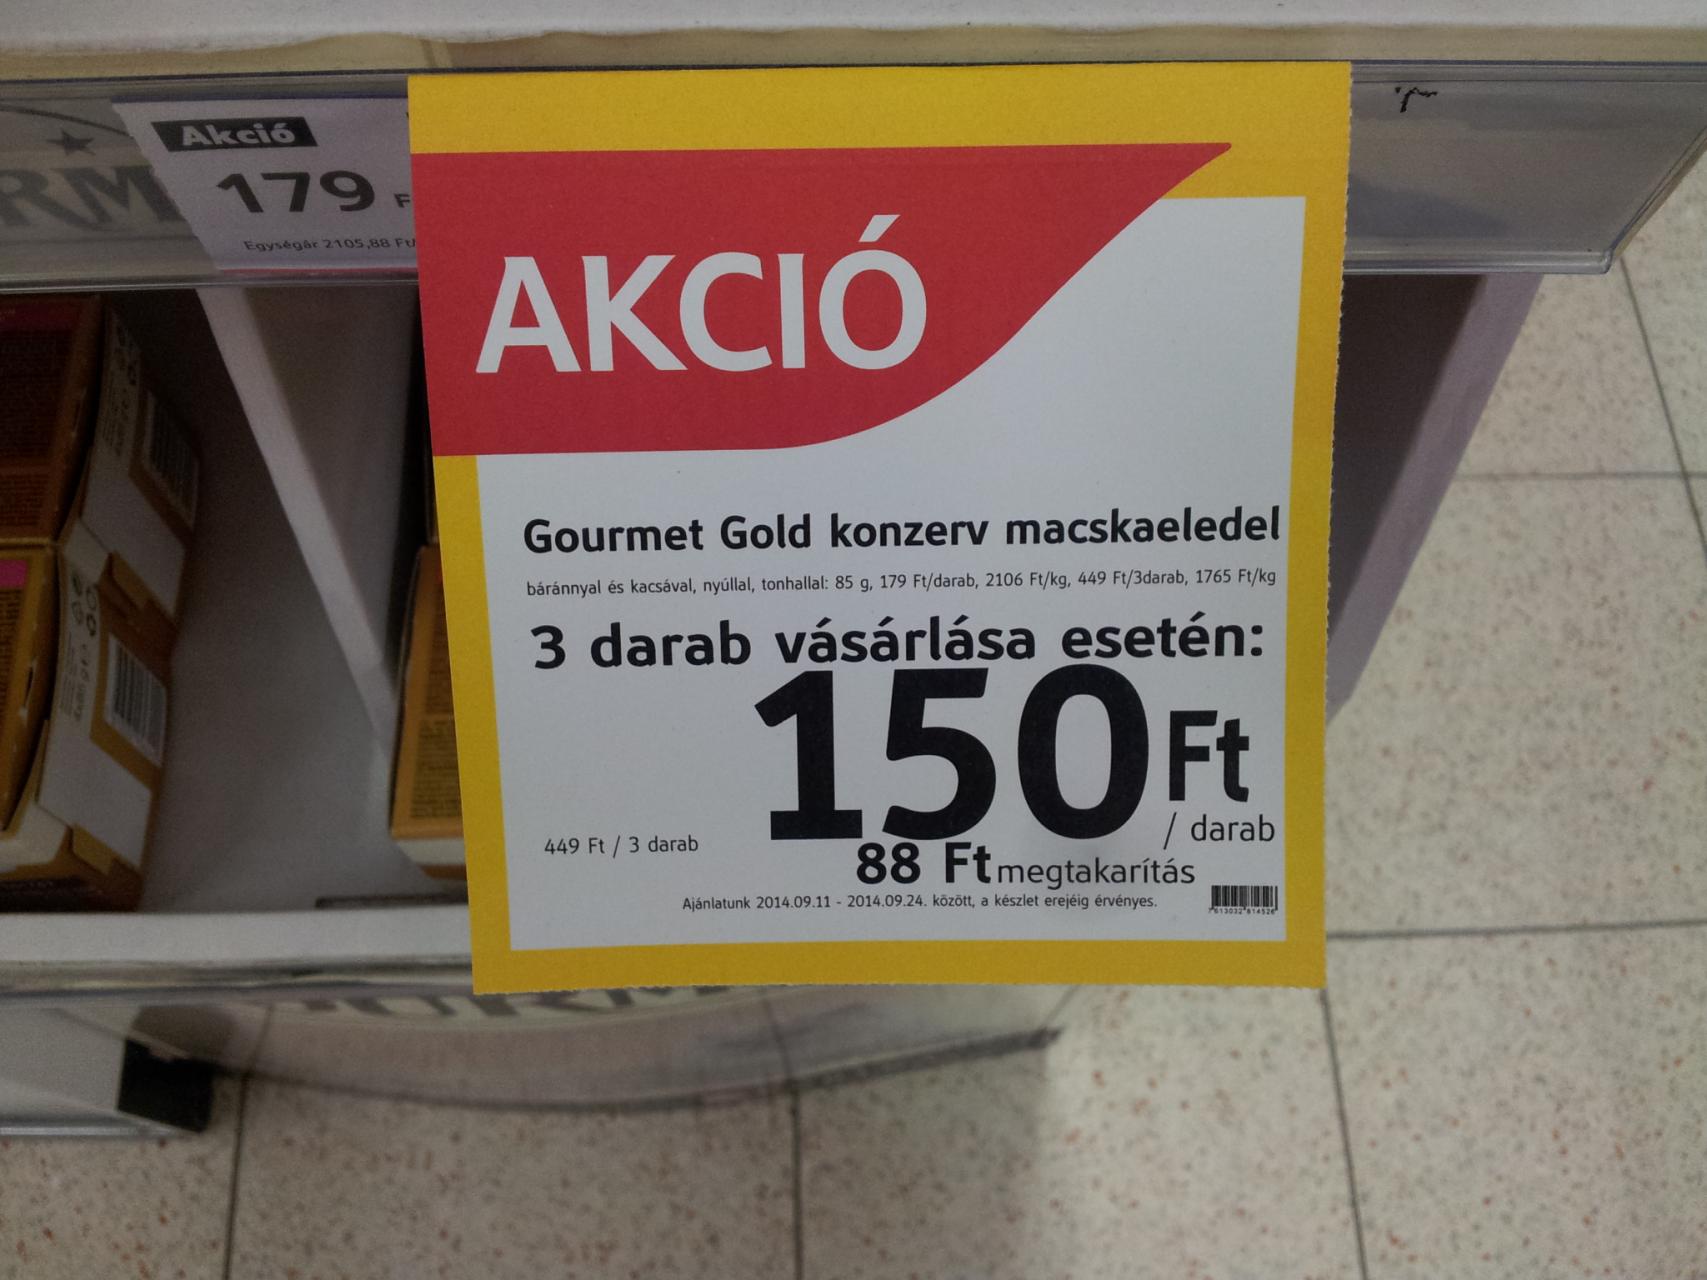 Akció
179 F
Egységár 2105,88 Ft/
AKCIÓ
Gourmet Gold konzerv macskaeledel
báránnyal és kacsával, nyúllal, tonhallal: 85 g, 179 Ft/darab, 2106 Ft/kg, 449 Ft/3darab, 1765 Ft/kg
3 darab vásárlása esetén:
150 Ft
/ darab
449 Ft / 3 darab
88 Ft megtakarítás
Ajánlatunk 2014.09.11 - 2014.09.24. között, a készlet erejéig érvényes.
7613032814526